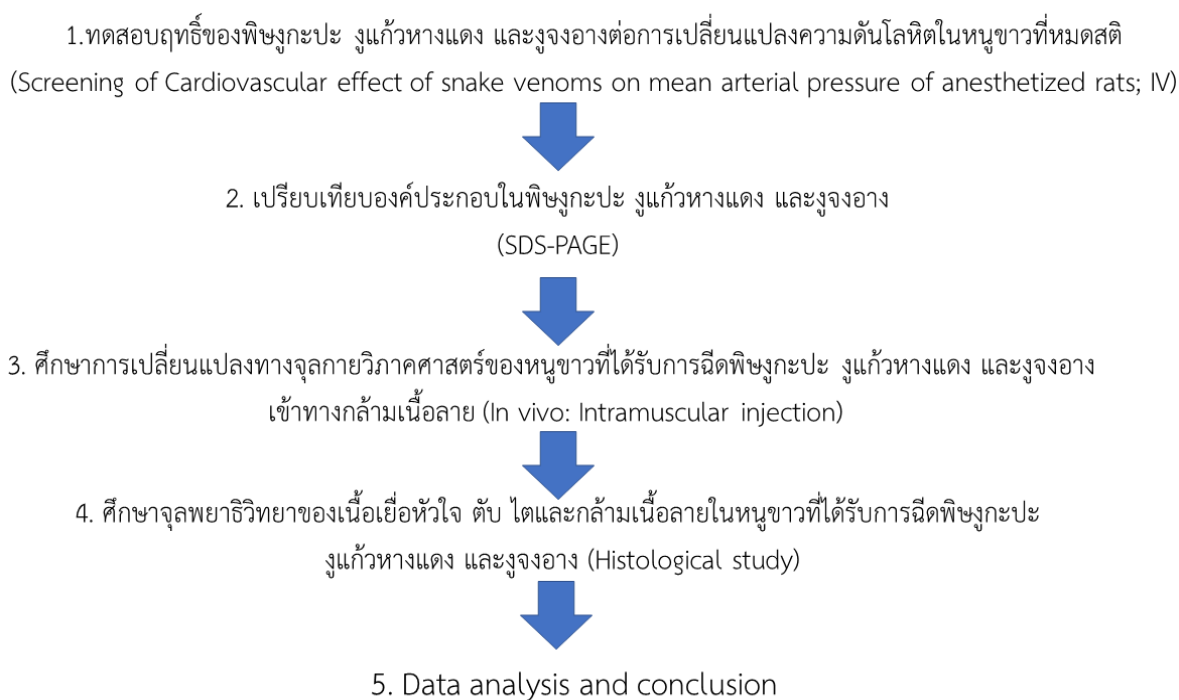 1.ทดสอบฤทธิ์ของพิษงูกะปะ งูแก้วหางแดง และงูจงอางต่อการเปลี่ยนแปลงความดันโลหิตในหนูขาวที่หมดสติ
(Screening of Cardiovascular effect of snake venoms on mean arterial pressure of anesthetized rats; IV)
2. เปรียบเทียบองค์ประกอบในพิษงูกะปะ งูแก้วหางแดง และงูจงอาง
(SDS-PAGE)
3. ศึกษาการเปลี่ยนแปลงทางจุลกายวิภาคศาสตร์ของหนูขาวที่ได้รับการฉีดพิษงูกะปะ งูแก้วหางแดง และงูจงอาง
เข้าทางกล้ามเนื้อลาย (In vivo: Intramuscular injection)
4. ศึกษาจุลพยาธิวิทยาของเนื้อเยื่อหัวใจ ตับ ไตและกล้ามเนื้อลายในหนูขาวที่ได้รับการฉีดพิษงูกะปะ
งูแก้วหางแดง และงูจงอาง (Histological study)
5. Data analysis and conclusion